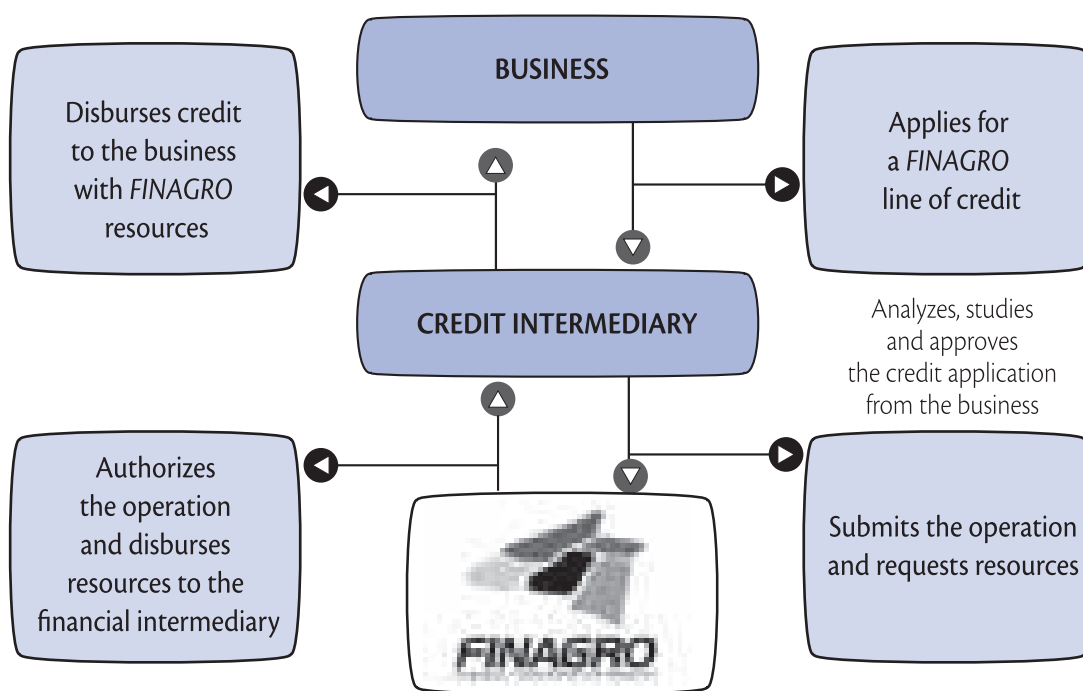 BUSINESS
Disburses credit
to the business
with FINAGRO
resources
Applies for
a FINAGRO
line of credit
CREDIT INTERMEDIARY
Analyzes, studies
and approves
the credit application
from the business
Authorizes
the operation
and disburses
resources to the
financial intermediary
FINAGRO
Submits the operation
and requests resources